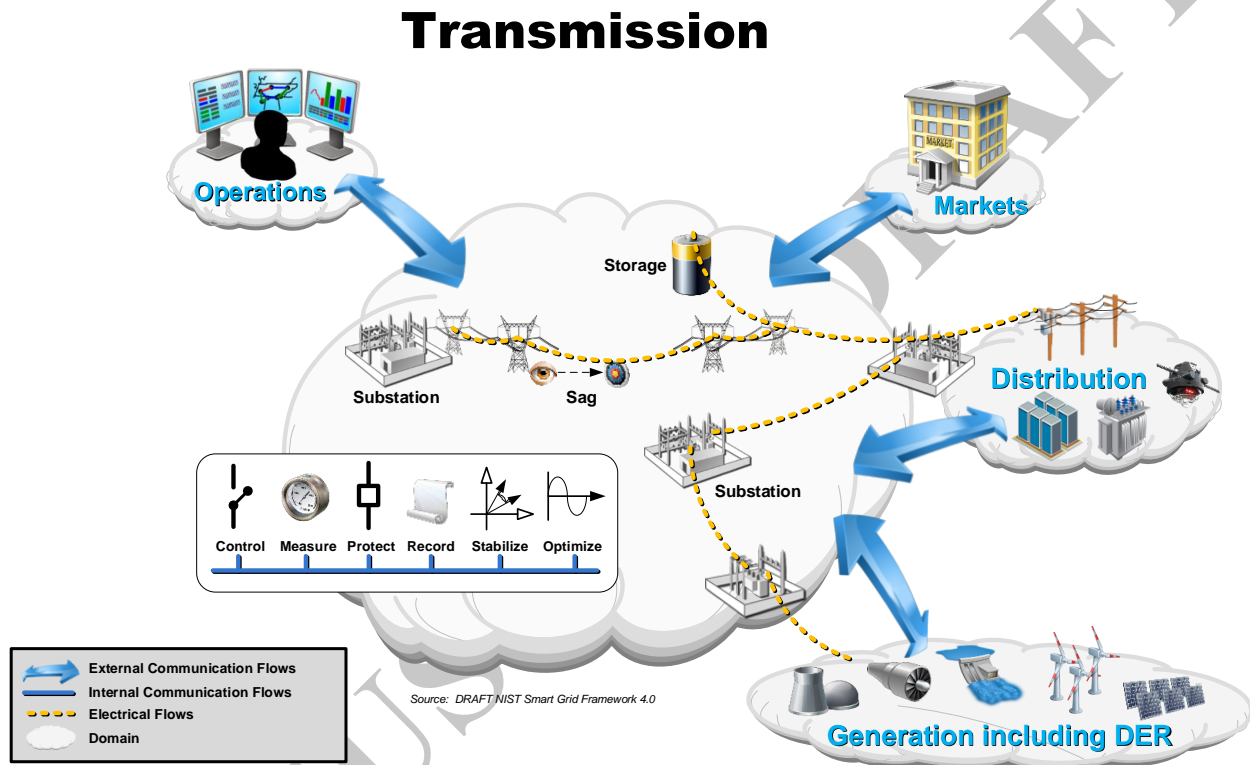 Transmission
Operations
MARKET
Markets
Storage
Substation
Sag
Distribution
Substation
Control
Measure
Protect
Record
Stabilize
Optimize
External Communication Flows
Internal Communication Flows
Electrical Flows
Domain
Source: DRAFT NIST Smart Grid Framework 4.0
Generation including DER